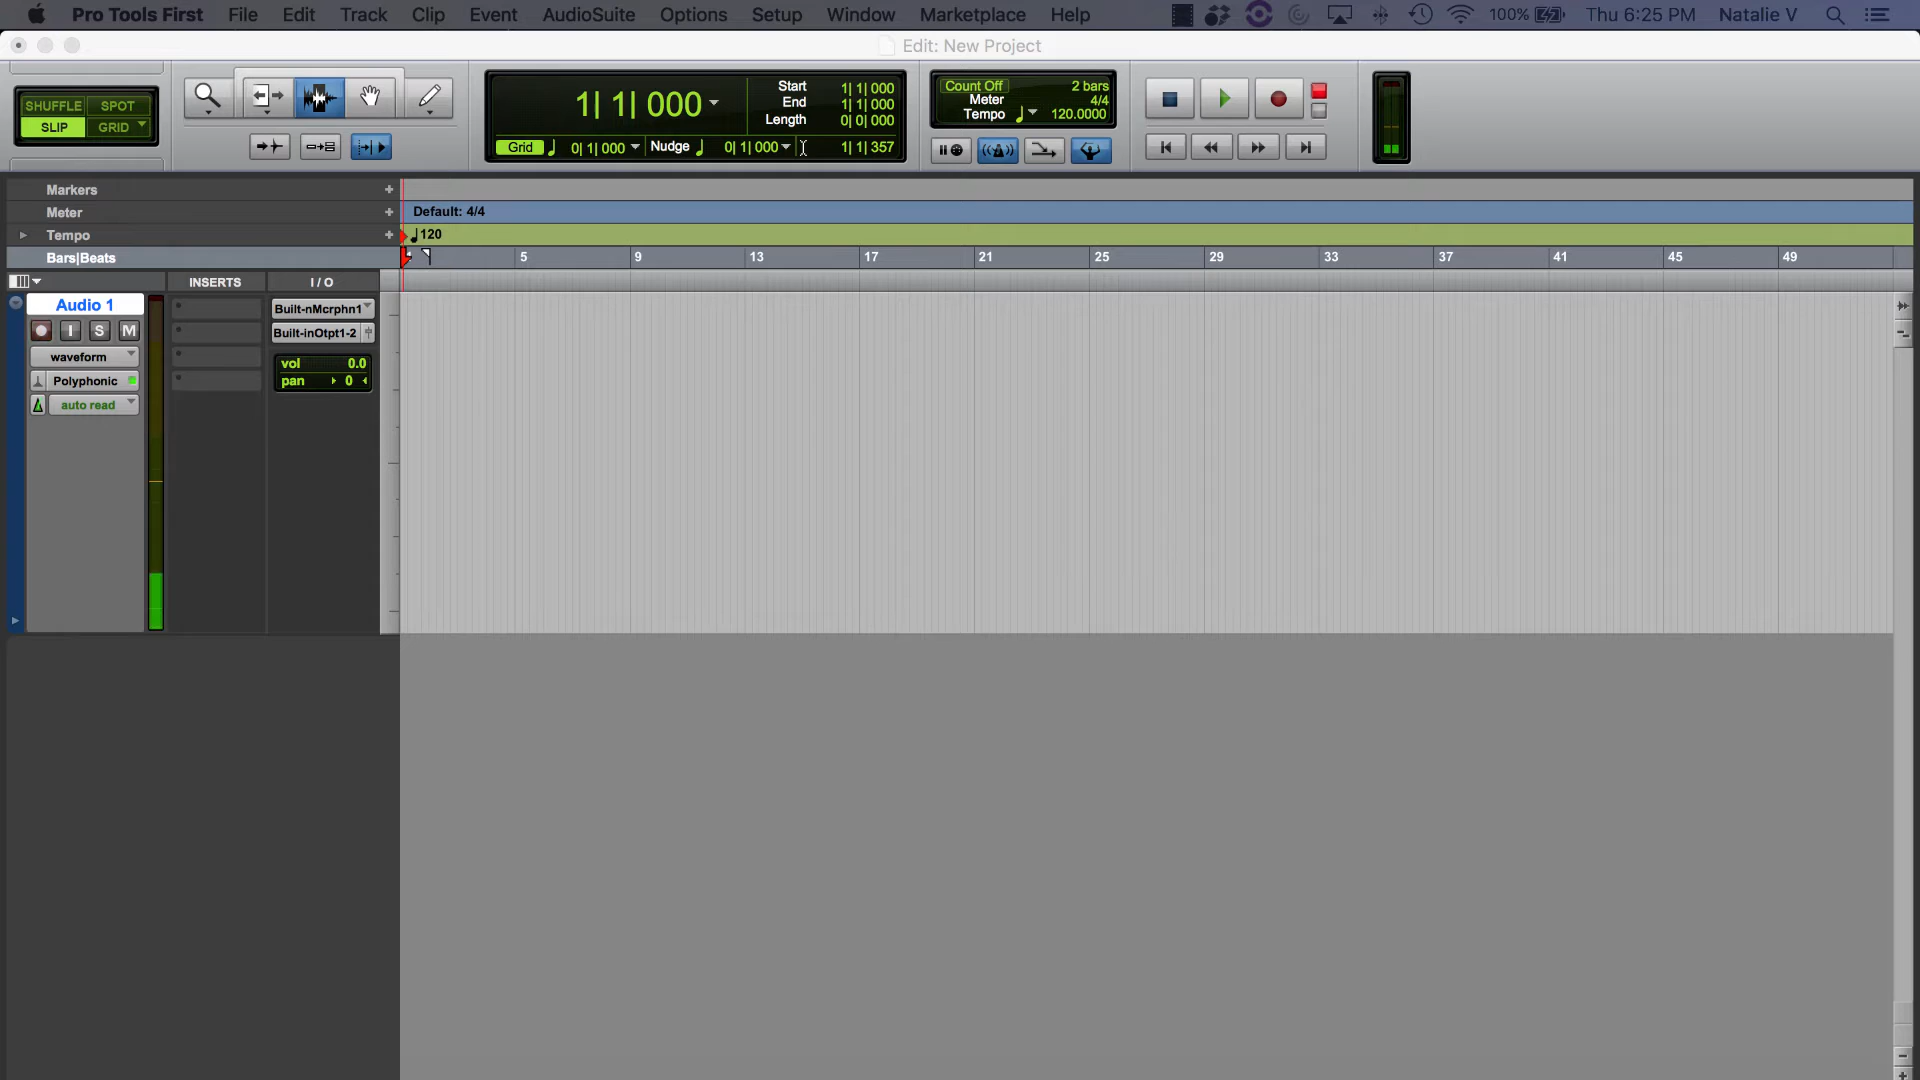 Pro Tools First File Edit Track Clip Event AudioSuite Options Setup Window Marketplace Help 100% Thu 6:25 PM Natalie V
Edit: New Project
SHUFFLE SPOT
SLIP GRID
1| 1| 000
Start 1| 1| 000
End 1| 1| 000
Length 0| 0| 000
Grid 0| 1| 000 Nudge 0| 1| 000 1| 1| 357
Count Off 2 bars
Meter 4/4
Tempo 120.0000
Markers
Meter Default: 4/4
Tempo 120
Bars|Beats 5 9 13 17 21 25 29 33 37 41 45 49
INSERTS I / O
Audio 1 Built-nMcrphn1
I S M Built-inOtpt1-2
waveform vol 0.0
Polyphonic pan 0
auto read